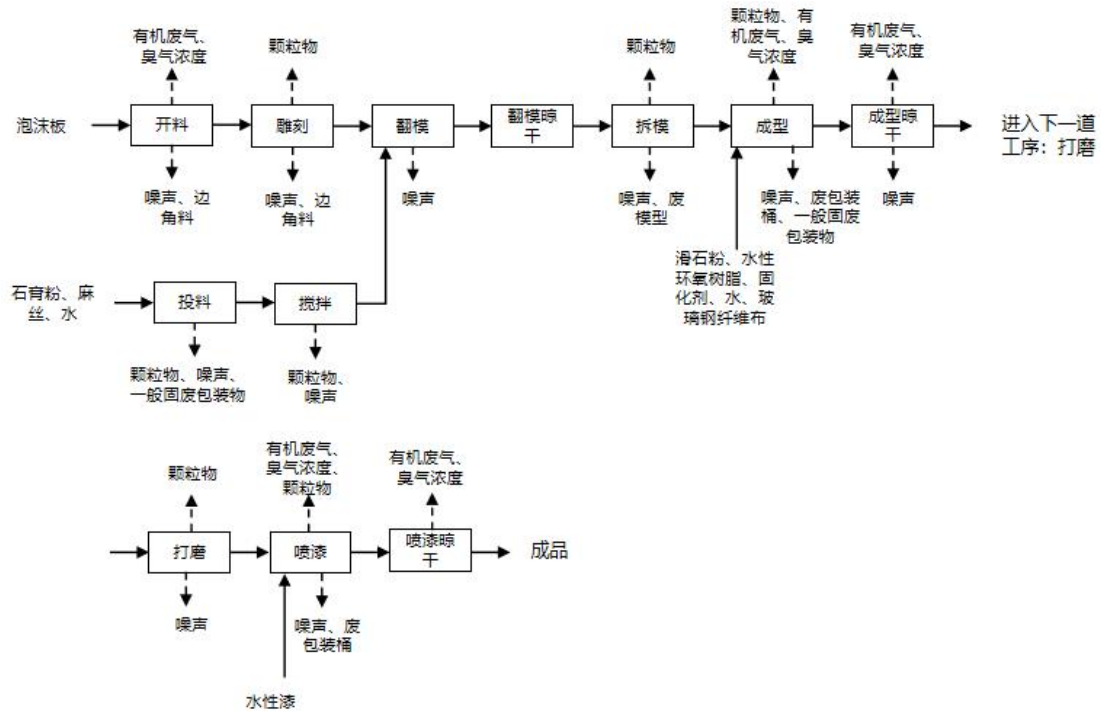 有机废气、
臭气浓度
颗粒物
颗粒物
颗粒物、有
机废气、臭
气浓度
有机废气、
臭气浓度
泡沫板
开料
雕刻
翻模
翻模晾
干
拆模
成型
成型晾
干
进入下一道
工序：打磨
噪声、边
角料
噪声、边
角料
噪声
噪声、废
模型
噪声、废包装
桶、一般固废
包装物
噪声
滑石粉、水性
环氧树脂、固
化剂、水、玻
璃钢纤维布
石膏粉、麻
丝、水
投料
搅拌
颗粒物、噪声、
一般固废包装物
颗粒物、
噪声
颗粒物
有机废气、
臭气浓度、
颗粒物
有机废气、
臭气浓度
打磨
喷漆
喷漆晾
干
成品
噪声
噪声、废
包装桶
水性漆